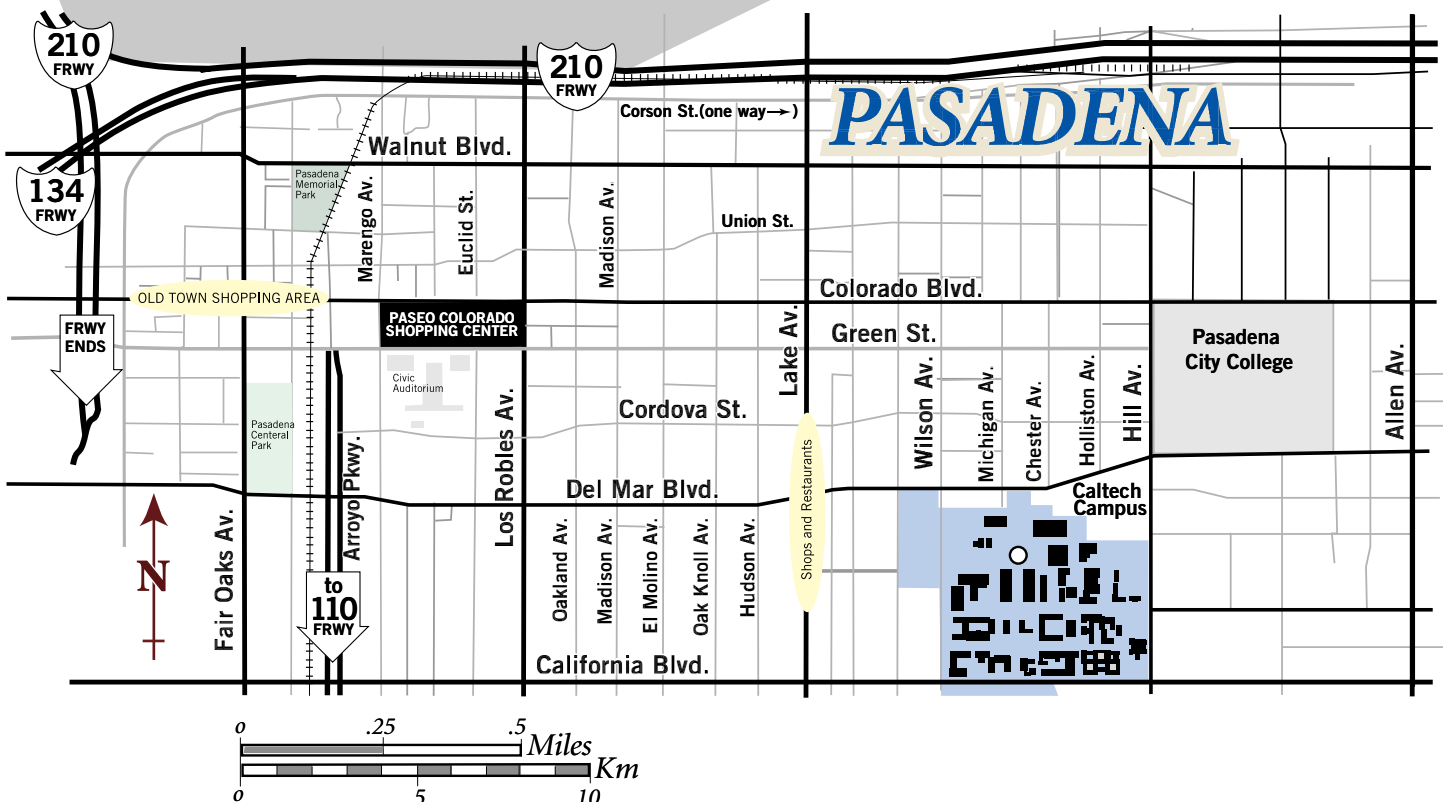 210
FRWY
210
FRWY
Corson St.(one way→)
PASADENA
Walnut Blvd.
134
FRWY
Pasadena
Memorial
Park
Marengo Av.
Euclid St.
Madison Av.
Union St.
OLD TOWN SHOPPING AREA
Colorado Blvd.
FRWY
ENDS
PASEO COLORADO
SHOPPING CENTER
Lake Av.
Green St.
Pasadena
City College
Civic
Auditorium
Pasadena
Central
Park
Cordova St.
Wilson Av.
Michigan Av.
Chester Av.
Holliston Av.
Hill Av.
Allen Av.
Los Robles Av.
Arroyo Pkwy.
Del Mar Blvd.
Shops and Restaurants
Caltech
Campus
N
Fair Oaks Av.
to
110
FRWY
Oakland Av.
Madison Av.
El Molino Av.
Oak Knoll Av.
Hudson Av.
California Blvd.
0 .25 .5
Miles
Km
0 5 10